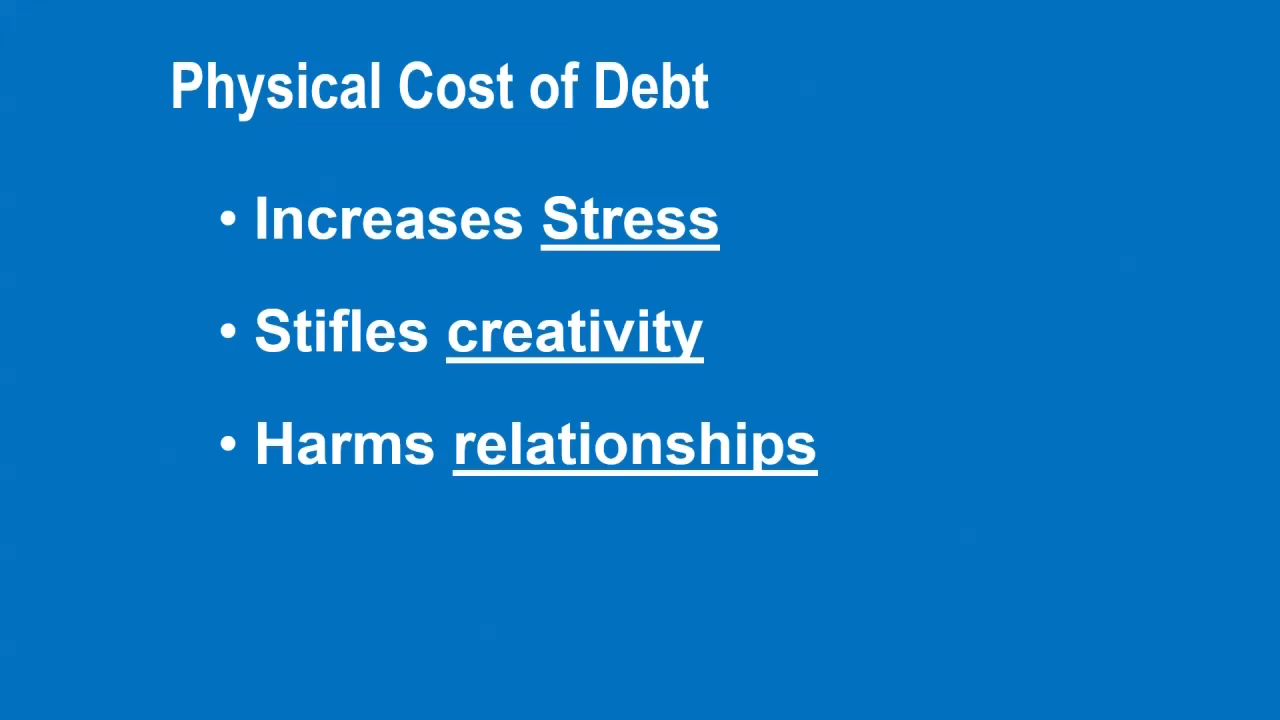 Physical Cost of Debt
• Increases Stress
• Stifles creativity
• Harms relationships